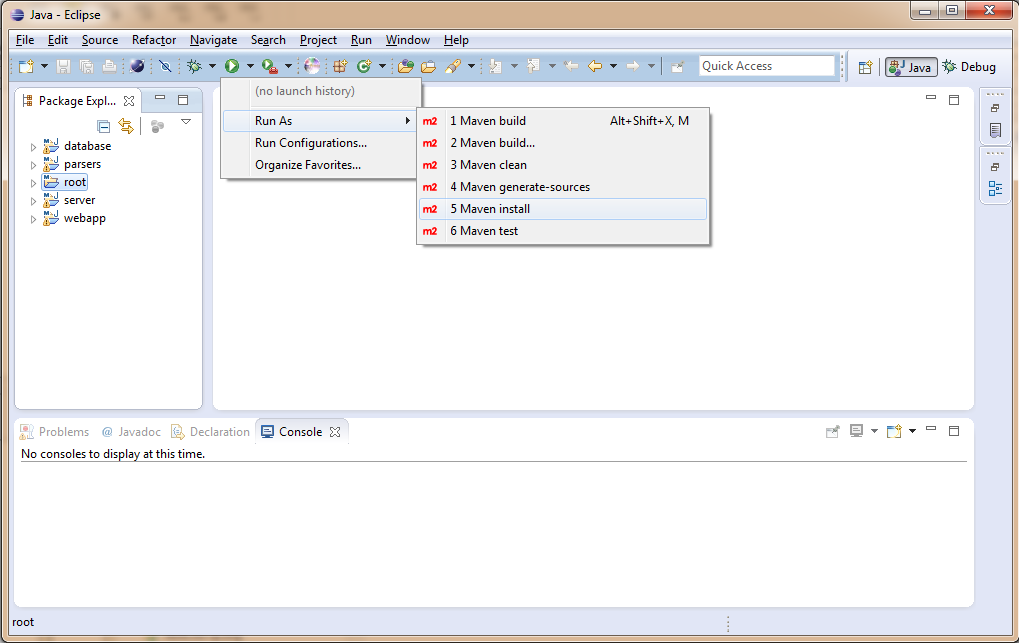 Java - Eclipse
File Edit Source Refactor Navigate Search Project Run Window Help
Quick Access Java Debug
Package Expl...
(no launch history)
Run As
Run Configurations...
Organize Favorites...
m2 1 Maven build Alt+Shift+X, M
m2 2 Maven build...
m2 3 Maven clean
m2 4 Maven generate-sources
m2 5 Maven install
m2 6 Maven test
database
parsers
root
server
webapp
Problems @ Javadoc Declaration Console
No consoles to display at this time.
root